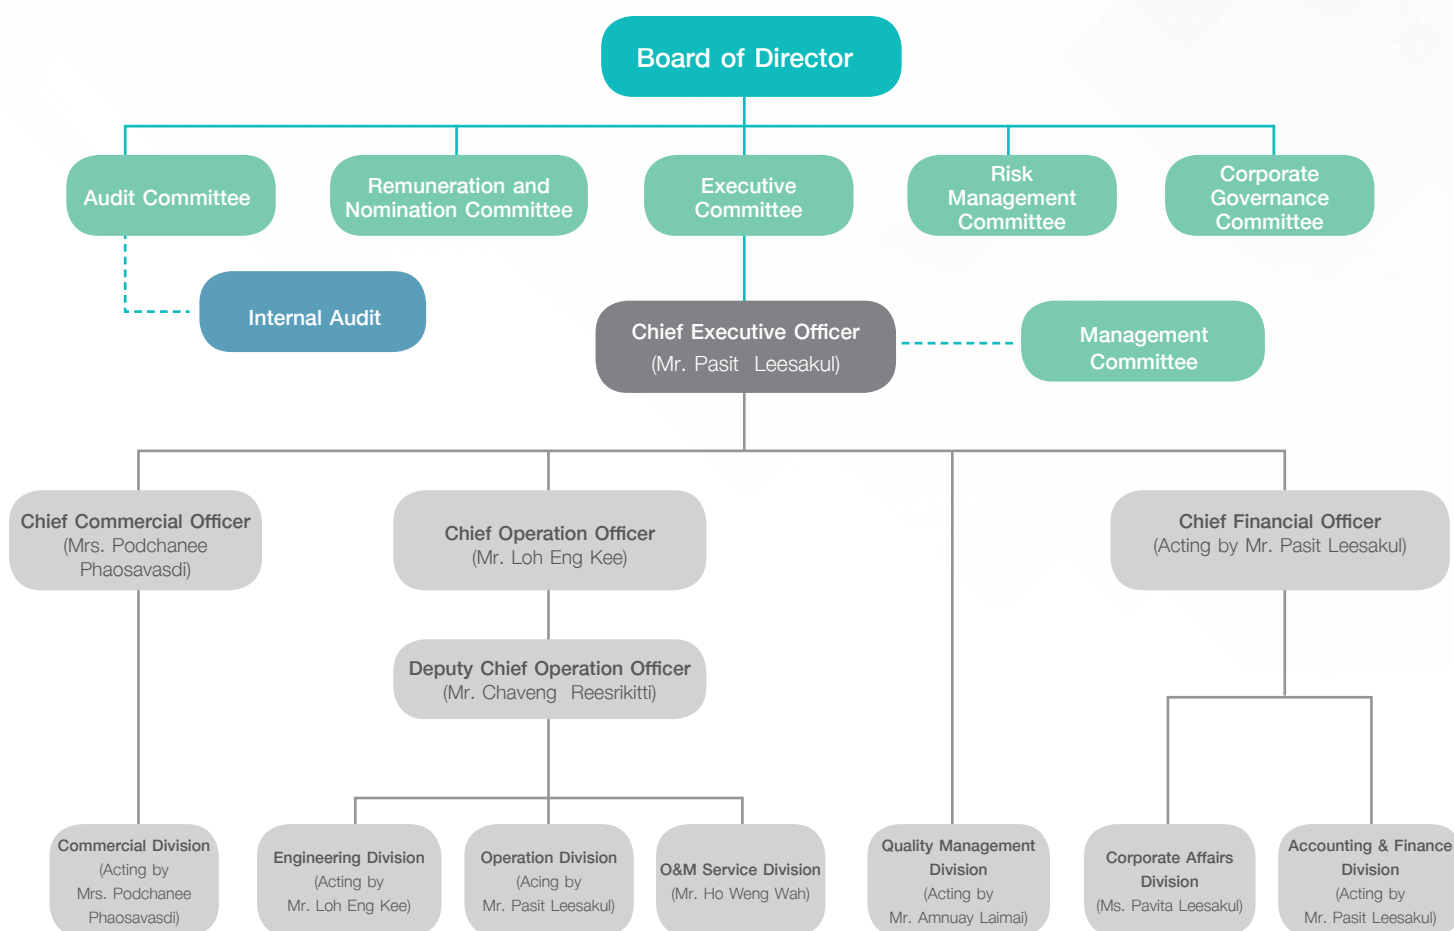 Board of Director
Audit Committee
Remuneration and
Nomination Committee
Executive
Committee
Risk
Management
Committee
Corporate
Governance
Committee
Internal Audit
Chief Executive Officer
(Mr. Pasit Leesakul)
Management
Committee
Chief Commercial Officer
(Mrs. Podchanee
Phaosavasdi)
Chief Operation Officer
(Mr. Loh Eng Kee)
Chief Financial Officer
(Acting by Mr. Pasit Leesakul)
Deputy Chief Operation Officer
(Mr. Chaveng Reesrikitti)
Commercial Division
(Acting by
Mrs. Podchanee
Phaosavasdi)
Engineering Division
(Acting by
Mr. Loh Eng Kee)
Operation Division
(Acing by
Mr. Pasit Leesakul)
O&M Service Division
(Mr. Ho Weng Wah)
Quality Management
Division
(Acting by
Mr. Amnuay Laimai)
Corporate Affairs
Division
(Ms. Pavita Leesakul)
Accounting & Finance
Division
(Acting by
Mr. Pasit Leesakul)